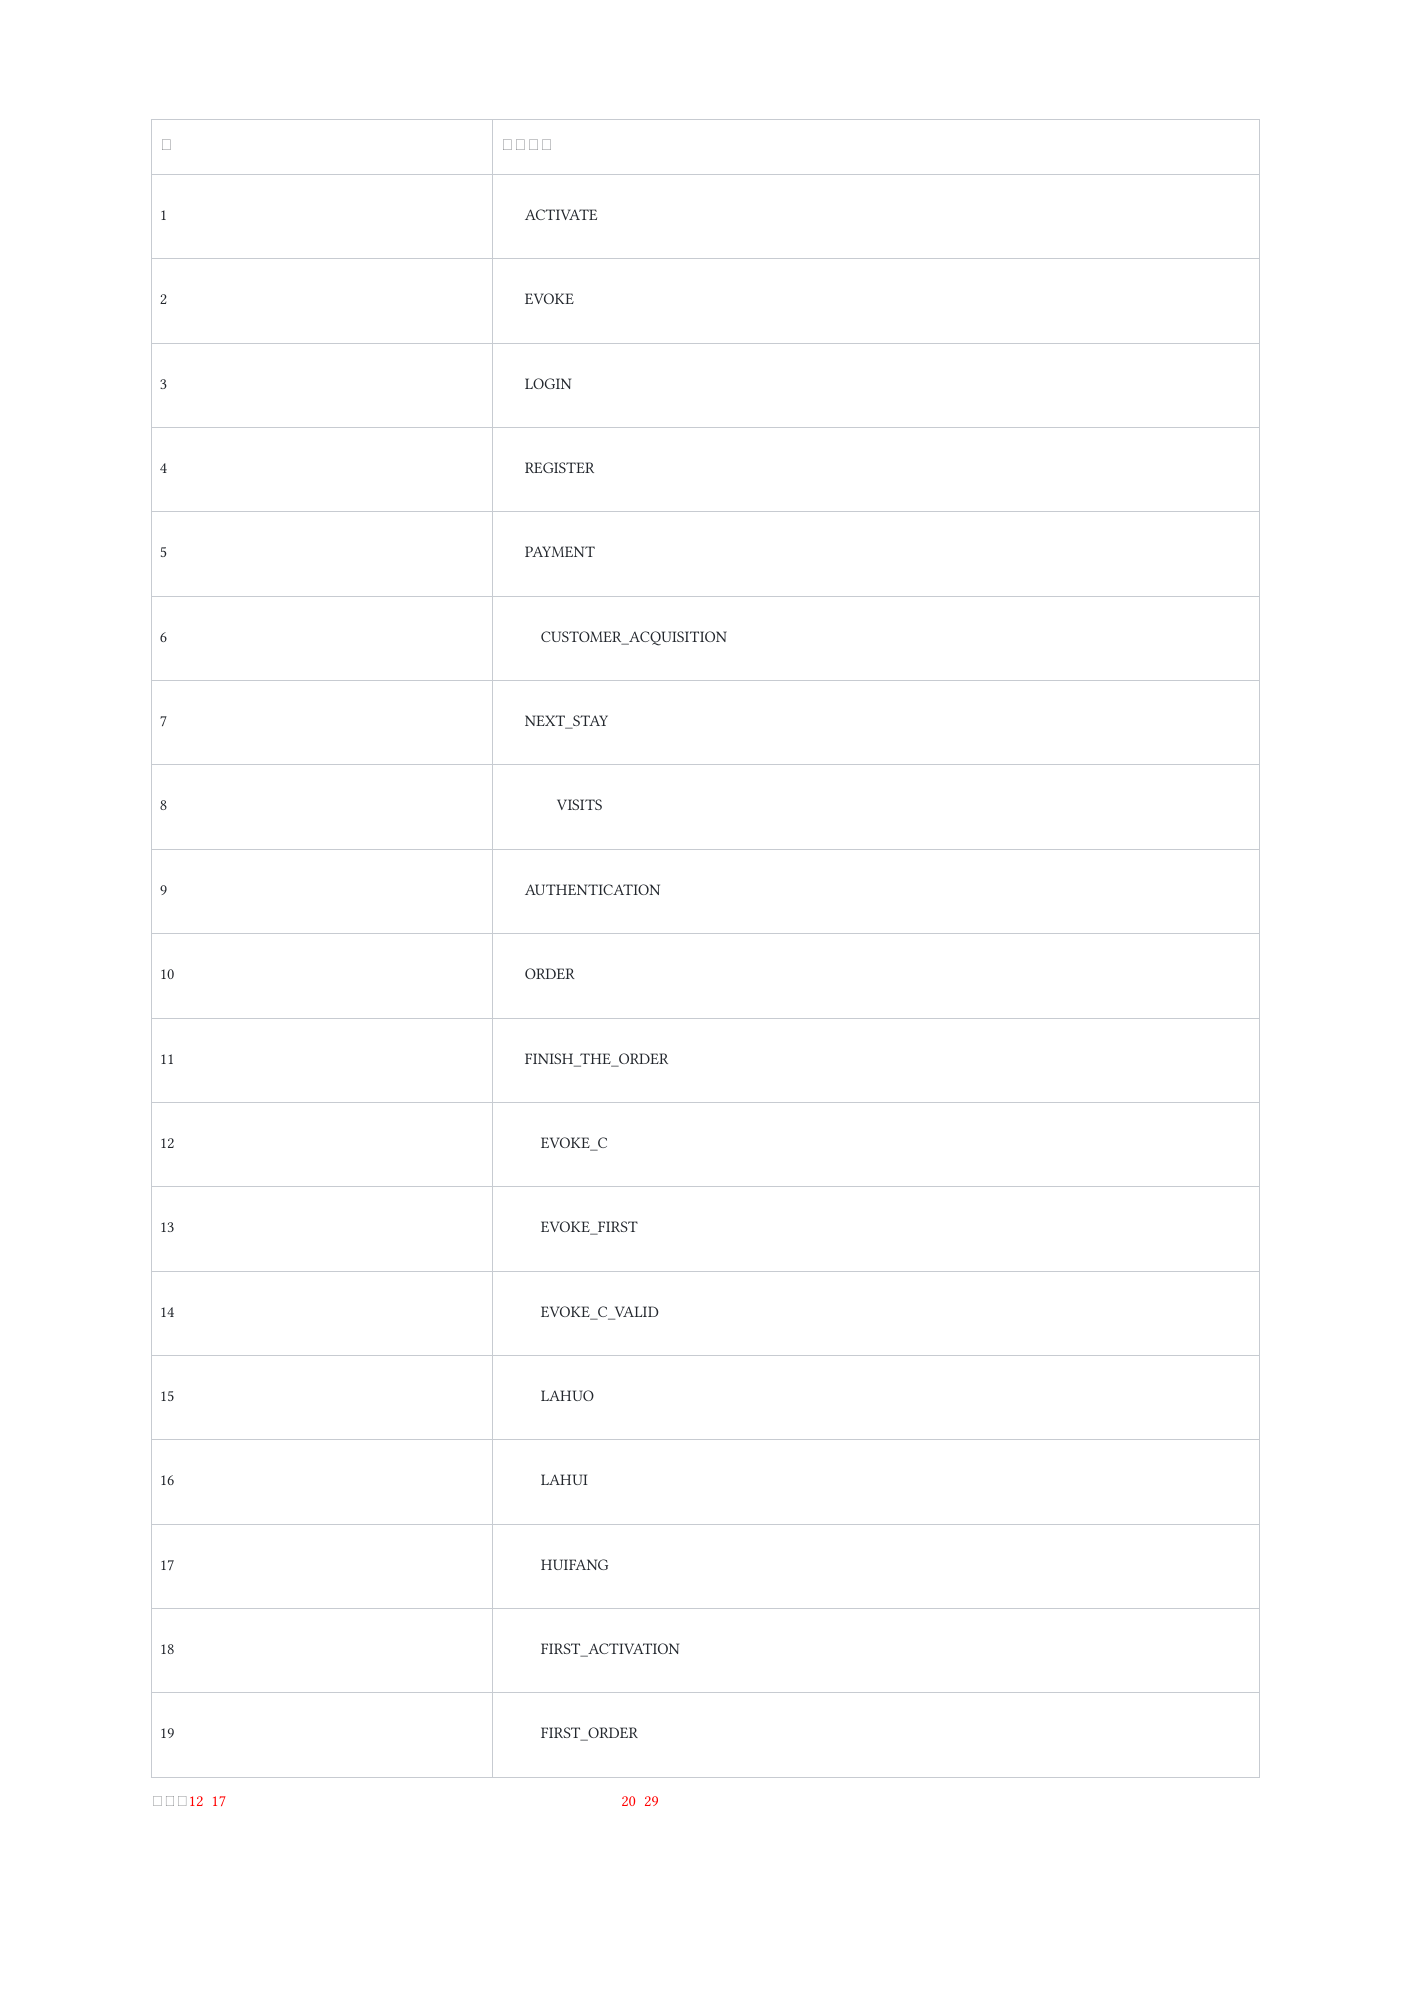 1 ACTIVATE
2 EVOKE
3 LOGIN
4 REGISTER
5 PAYMENT
6 CUSTOMER_ACQUISITION
7 NEXT_STAY
8 VISITS
9 AUTHENTICATION
10 ORDER
11 FINISH_THE_ORDER
12 EVOKE_C
13 EVOKE_FIRST
14 EVOKE_C_VALID
15 LAHUO
16 LAHUI
17 HUIFANG
18 FIRST_ACTIVATION
19 FIRST_ORDER
12 17 20 29